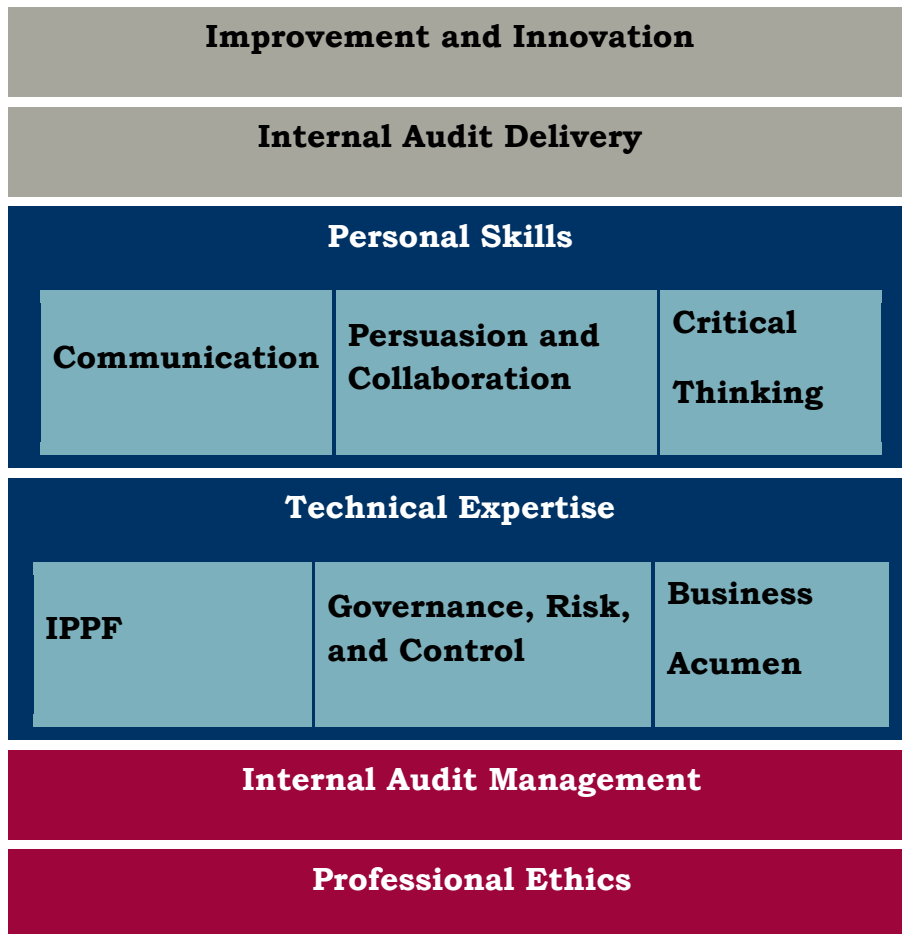 Improvement and Innovation
Internal Audit Delivery
Personal Skills
Communication
Persuasion and
Collaboration
Critical
Thinking
Technical Expertise
IPPF
Governance, Risk,
and Control
Business
Acumen
Internal Audit Management
Professional Ethics